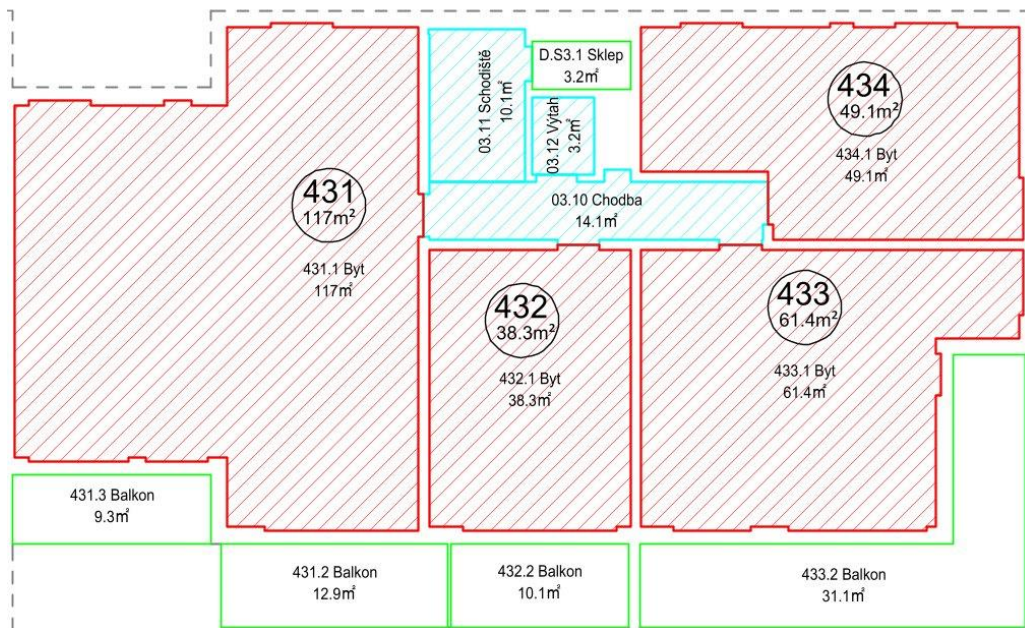 03.11 Schodiště
10.1㎡
D.S3.1 Sklep
3.2㎡
03.12 Výtah
3.2㎡
434
49.1m²
434.1 Byt
49.1㎡
431
117m²
431.1 Byt
117㎡
03.10 Chodba
14.1㎡
432
38.3m²
432.1 Byt
38.3㎡
433
61.4m²
433.1 Byt
61.4㎡
431.3 Balkon
9.3㎡
431.2 Balkon
12.9㎡
432.2 Balkon
10.1㎡
433.2 Balkon
31.1㎡